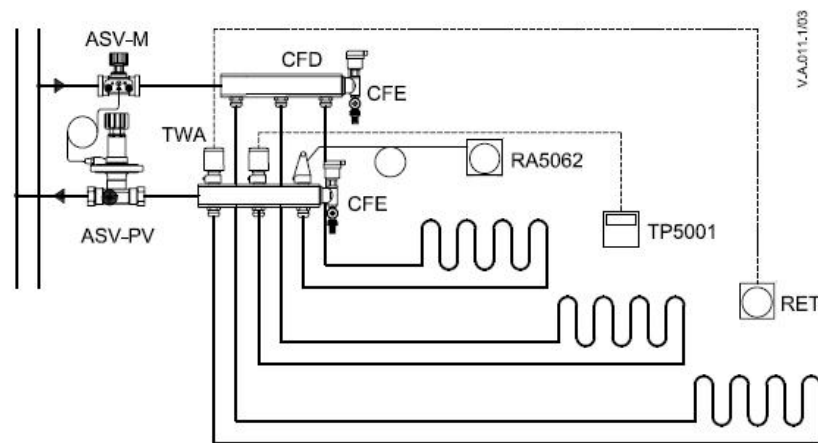 ASV-M
CFD
V.A.011.1/03
CFE
TWA
RA5062
CFE
TP5001
ASV-PV
RET